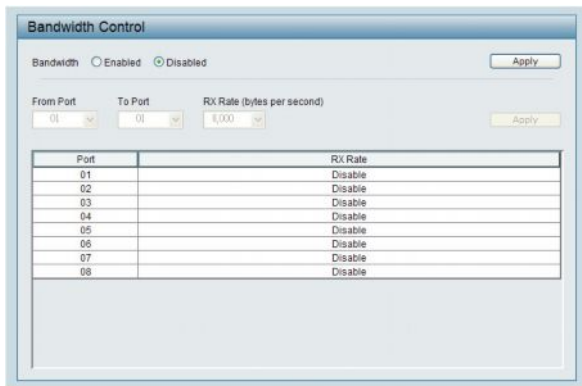 Bandwidth Control
Bandwidth Enabled Disabled Apply
From Port To Port RX Rate (bytes per second)
01 01 8,000 Apply
Port RX Rate
01 Disable
02 Disable
03 Disable
04 Disable
05 Disable
06 Disable
07 Disable
08 Disable